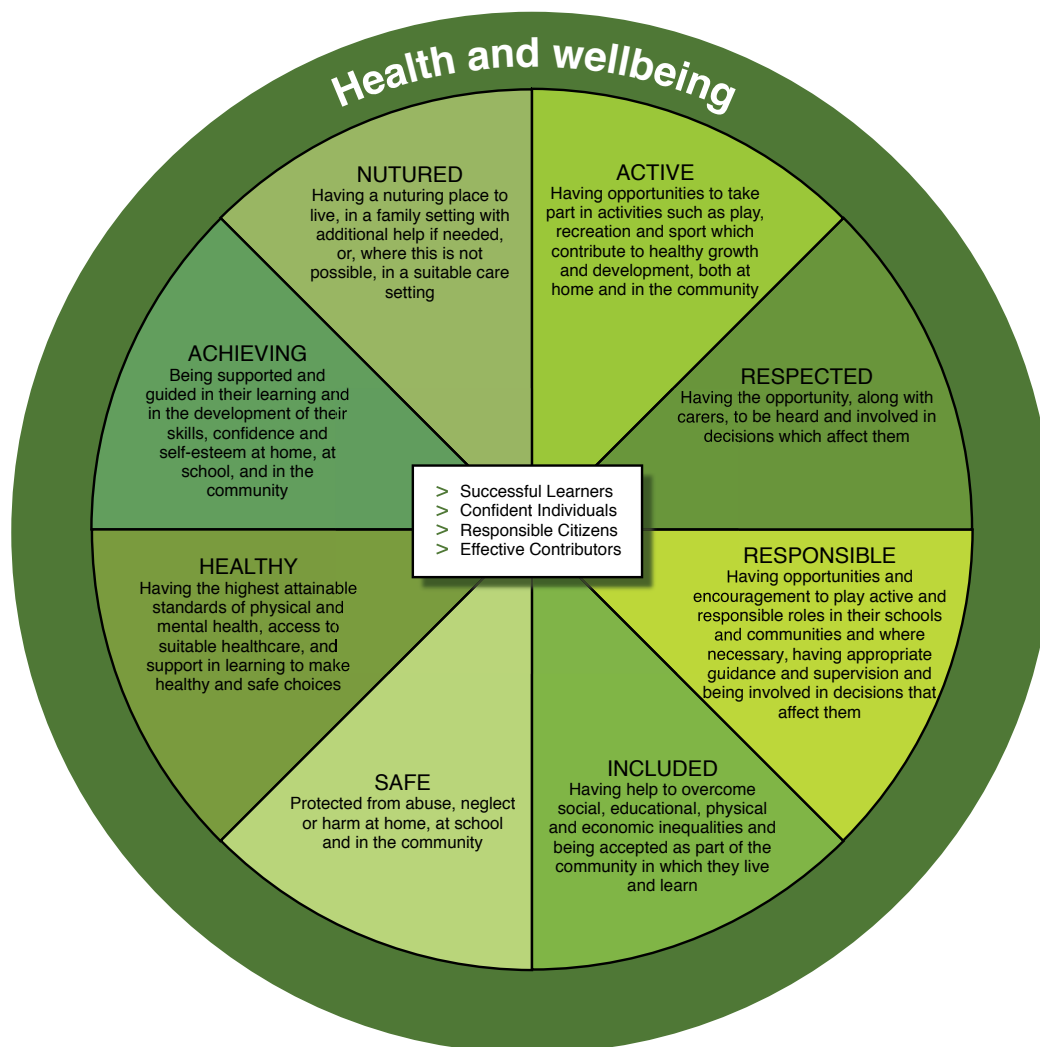 Health and wellbeing
NUTURED
Having a nuturing place to
live, in a family setting with
additional help if needed,
or, where this is not
possible, in a suitable care
setting
ACTIVE
Having opportunities to take
part in activities such as play,
recreation and sport which
contribute to healthy growth
and development, both at
home and in the community
ACHIEVING
Being supported and
guided in their learning and
in the development of their
skills, confidence and
self-esteem at home, at
school, and in the
community
RESPECTED
Having the opportunity, along with
carers, to be heard and involved in
decisions which affect them
> Successful Learners
> Confident Individuals
> Responsible Citizens
> Effective Contributors
HEALTHY
Having the highest attainable
standards of physical and
mental health, access to
suitable healthcare, and
support in learning to make
healthy and safe choices
RESPONSIBLE
Having opportunities and
encouragement to play active and
responsible roles in their schools
and communities and where
necessary, having appropriate
guidance and supervision and
being involved in decisions that
affect them
SAFE
Protected from abuse, neglect
or harm at home, at school
and in the community
INCLUDED
Having help to overcome
social, educational, physical
and economic inequalities and
being accepted as part of the
community in which they live
and learn